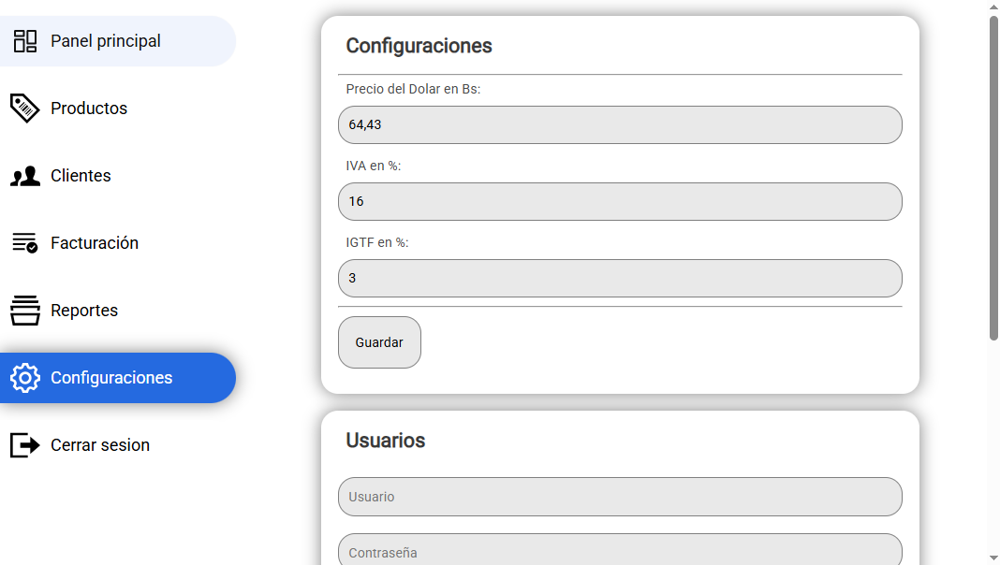 Panel principal
Productos
Clientes
Facturación
Reportes
Configuraciones
Cerrar sesion
Configuraciones
Precio del Dolar en Bs:
64,43
IVA en %:
16
IGTF en %:
3
Guardar
Usuarios
Usuario
Contraseña